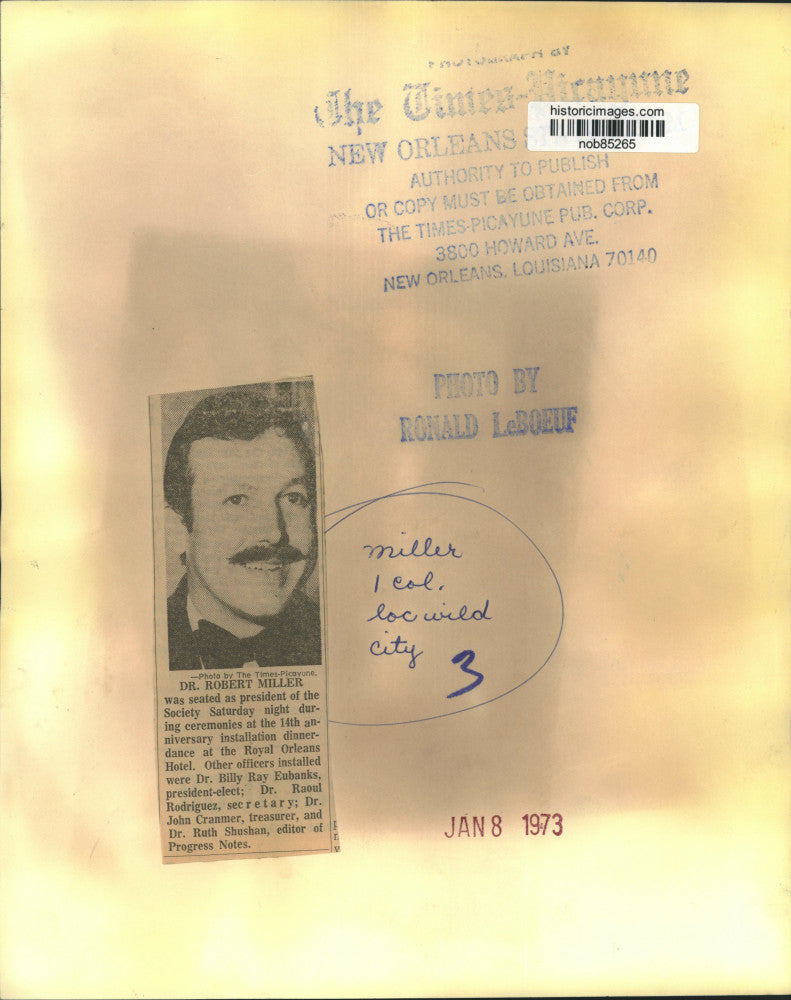 PHOTOGRAPH BY
The Times-Picayune
NEW ORLEANS
historicimages.com
nob85265
AUTHORITY TO PUBLISH
OR COPY MUST BE OBTAINED FROM
THE TIMES-PICAYUNE PUB. CORP.
3800 HOWARD AVE.
NEW ORLEANS, LOUISIANA 70140
PHOTO BY
RONALD LeBOEUF
miller
1 col.
loc wild
city
3
—Photo by The Times-Picayune.
DR. ROBERT MILLER
was seated as president of the
Society Saturday night dur-
ing ceremonies at the 14th an-
niversary installation dinner-
dance at the Royal Orleans
Hotel. Other officers installed
were Dr. Billy Ray Eubanks,
president-elect; Dr. Raoul
Rodriguez, secretary; Dr.
John Cranmer, treasurer, and
Dr. Ruth Shushan, editor of
Progress Notes.
JAN 8 1973